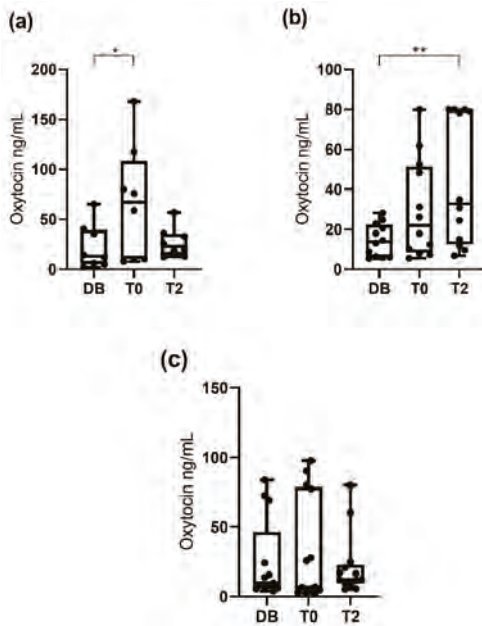 (a)
*
Oxytocin ng/mL
200
150
100
50
0
DB T0 T2
(b)
**
Oxytocin ng/mL
100
80
60
40
20
0
DB T0 T2
(c)
Oxytocin ng/mL
150
100
50
0
DB T0 T2